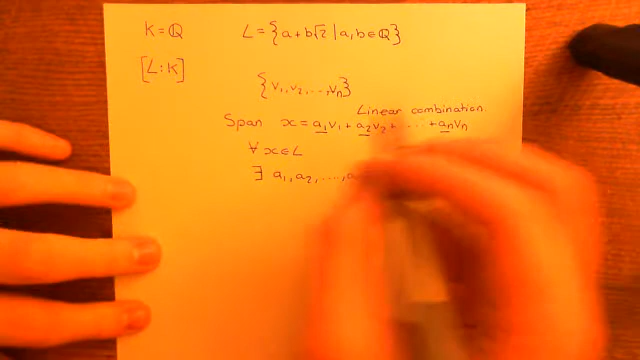 K = ℚ L = {a + b√2 | a, b ∈ ℚ}
[L : K]
{v₁, v₂, ..., vₙ}
Linear combination.
Span x = a₁v₁ + a₂v₂ + ... + aₙvₙ
∀ x ∈ L
∃ a₁, a₂, ....,